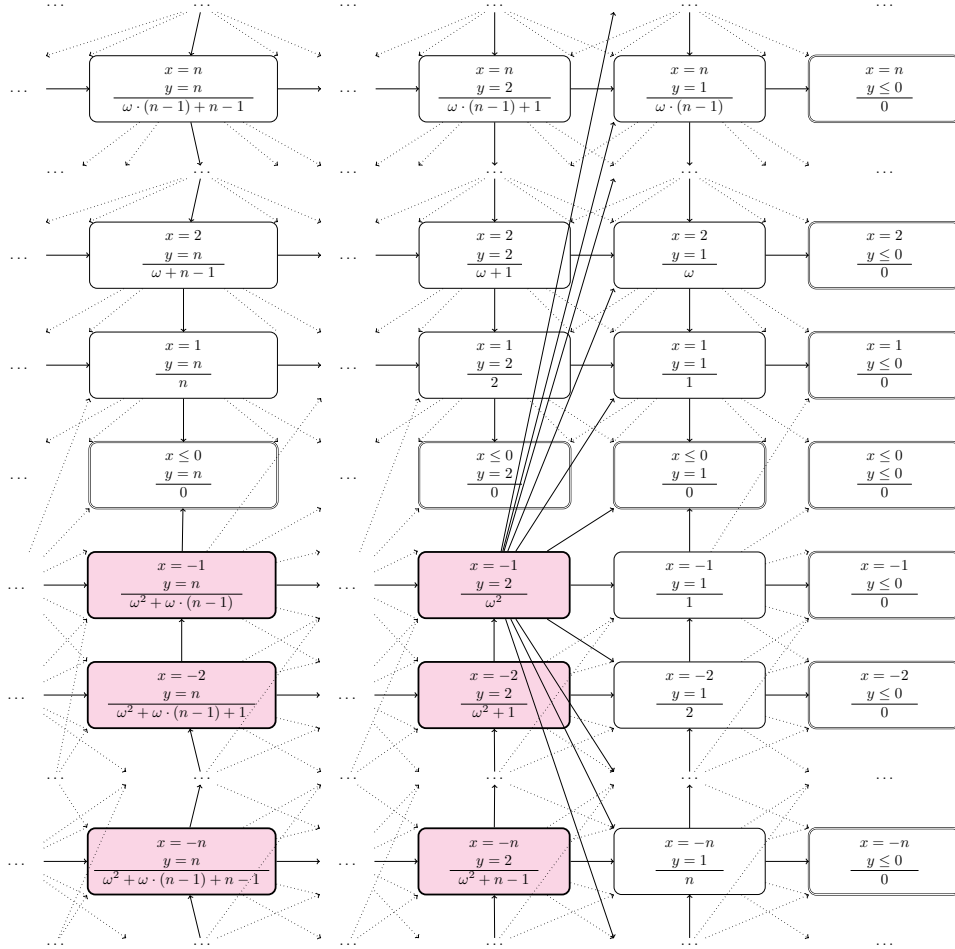 ... ... ... ... ... ...
x = n x = n x = n x = n
... y = n ... y = 2 y = 1 y ≤ 0
ω · (n − 1) + n − 1 ω · (n − 1) + 1 ω · (n − 1) 0
... ... ... ... ...
x = 2 x = 2 x = 2 x = 2
... y = n ... y = 2 y = 1 y ≤ 0
ω + n − 1 ω + 1 ω 0
x = 1 x = 1 x = 1 x = 1
... y = n ... y = 2 y = 1 y ≤ 0
n 2 1 0
x ≤ 0 x ≤ 0 x ≤ 0 x ≤ 0
... y = n ... y = 2 y = 1 y ≤ 0
0 0 0 0
x = −1 x = −1 x = −1 x = −1
... y = n ... y = 2 y = 1 y ≤ 0
ω² + ω · (n − 1) ω² 1 0
x = −2 x = −2 x = −2 x = −2
... y = n ... y = 2 y = 1 y ≤ 0
ω² + ω · (n − 1) + 1 ω² + 1 2 0
... ... ... ... ... ...
x = −n x = −n x = −n x = −n
... y = n ... y = 2 y = 1 y ≤ 0
ω² + ω · (n − 1) + n − 1 ω² + n − 1 n 0
... ... ... ... ... ...